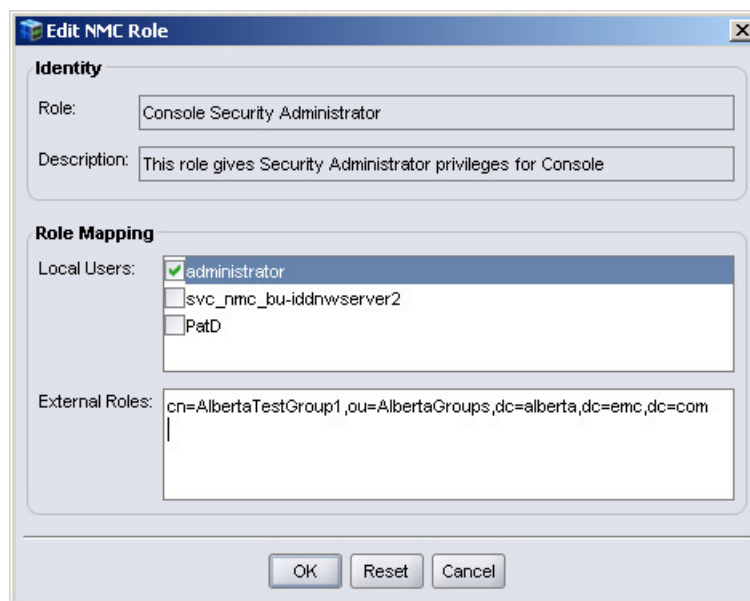 Edit NMC Role
Identity
Role: Console Security Administrator
Description: This role gives Security Administrator privileges for Console
Role Mapping
Local Users: administrator
svc_nmc_bu-iddnwserver2
PatD
External Roles: cn=AlbertaTestGroup1,ou=AlbertaGroups,dc=alberta,dc=emc,dc=com
OK Reset Cancel